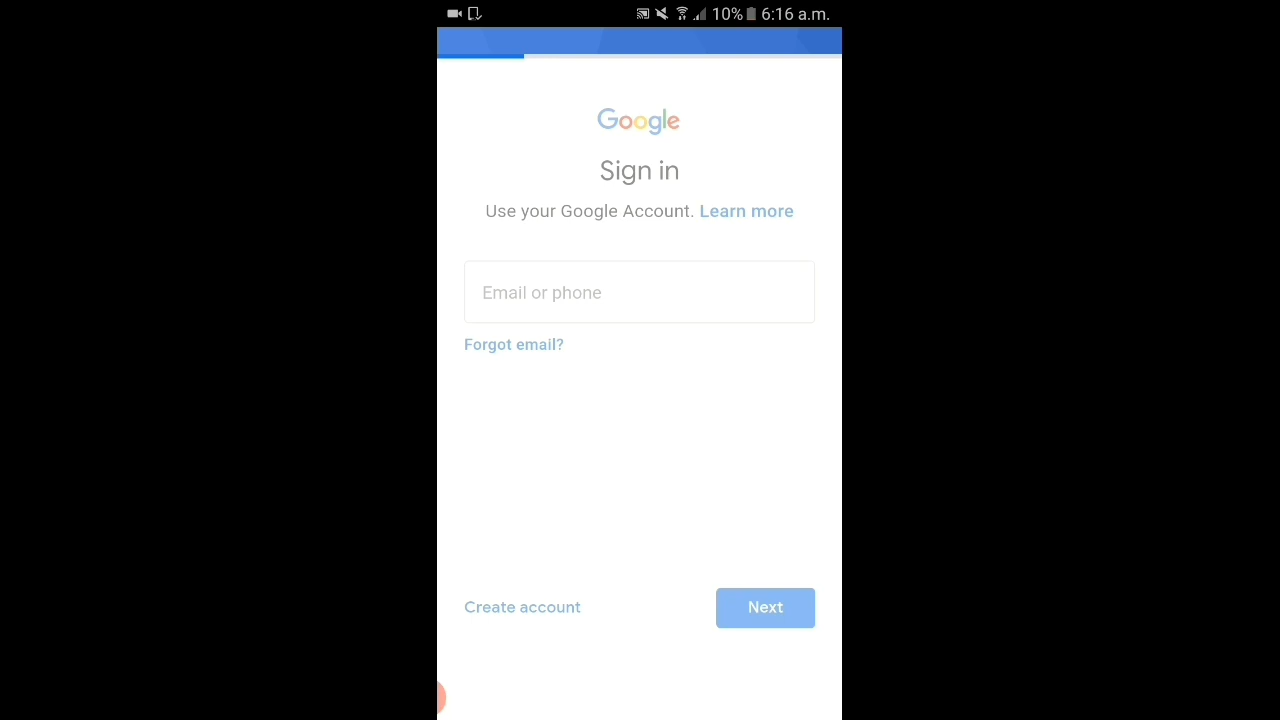 10% 6:16 a.m.
Google
Sign in
Use your Google Account. Learn more
Email or phone
Forgot email?
Create account
Next